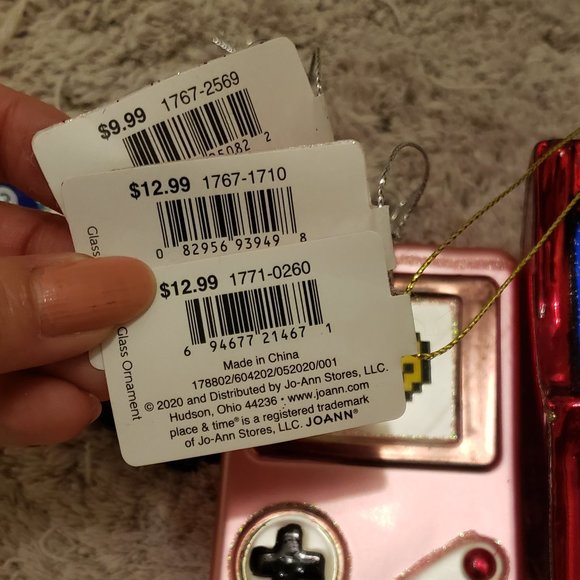 $9.99 1767-2569
5082 2
$12.99 1767-1710
0 82956 93949 8
Glass
$12.99 1771-0260
6 94677 21467 1
Glass Ornament
Made in China
178802/604202/052020/001
© 2020 and Distributed by Jo-Ann Stores, LLC.
Hudson, Ohio 44236 • www.joann.com
place & time® is a registered trademark
of Jo-Ann Stores, LLC. JOANN®